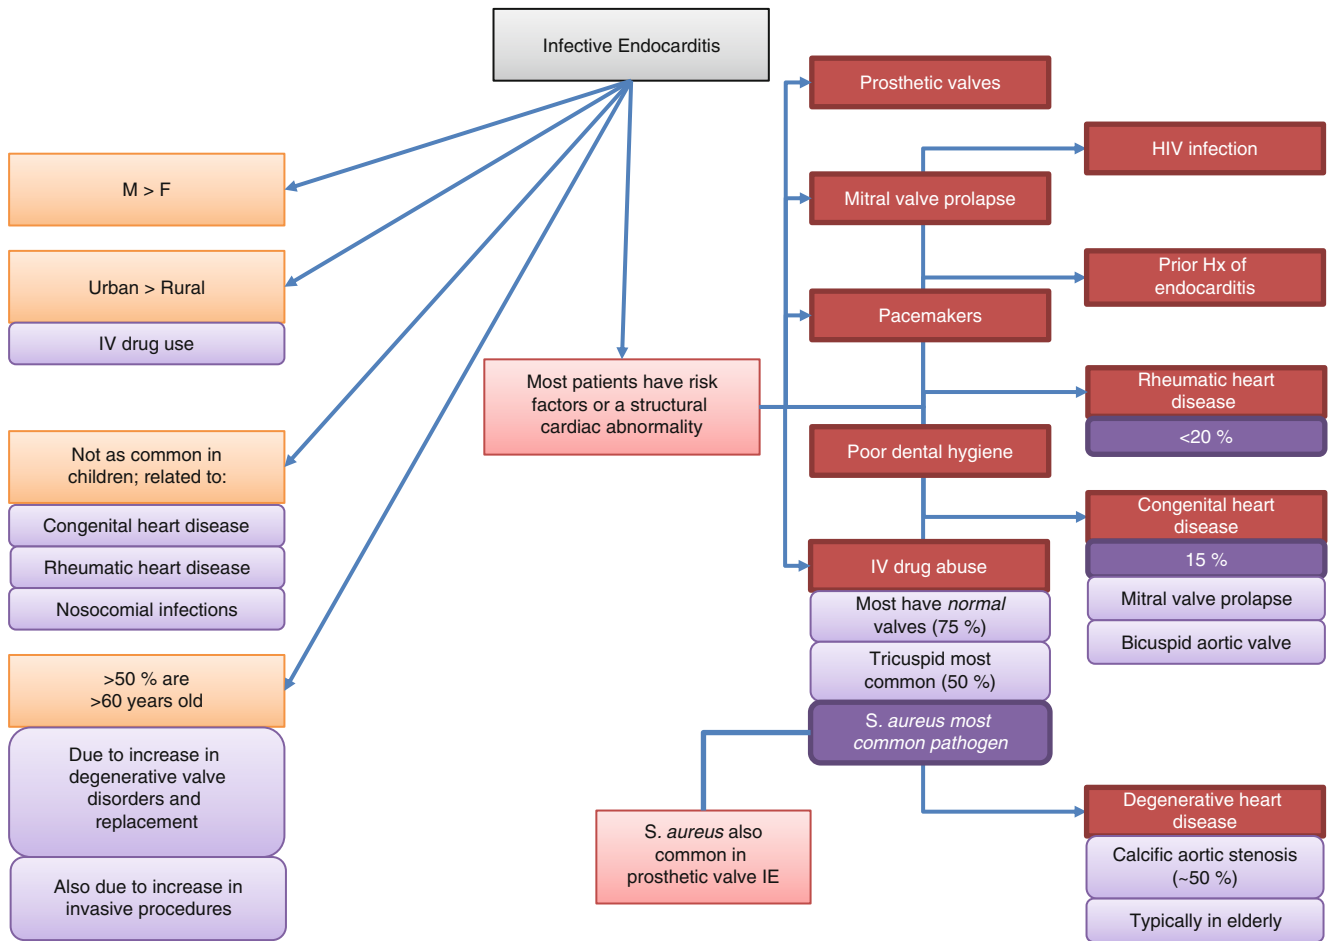 Infective Endocarditis
M > F
Urban > Rural
IV drug use
Not as common in
children; related to:
Congenital heart disease
Rheumatic heart disease
Nosocomial infections
>50 % are
>60 years old
Due to increase in
degenerative valve
disorders and
replacement
Also due to increase in
invasive procedures
Most patients have risk
factors or a structural
cardiac abnormality
Prosthetic valves
Mitral valve prolapse
Pacemakers
Poor dental hygiene
IV drug abuse
Most have normal
valves (75 %)
Tricuspid most
common (50 %)
S. aureus most
common pathogen
S. aureus also
common in
prosthetic valve IE
HIV infection
Prior Hx of
endocarditis
Rheumatic heart
disease
<20 %
Congenital heart
disease
15 %
Mitral valve prolapse
Bicuspid aortic valve
Degenerative heart
disease
Calcific aortic stenosis
(~50 %)
Typically in elderly